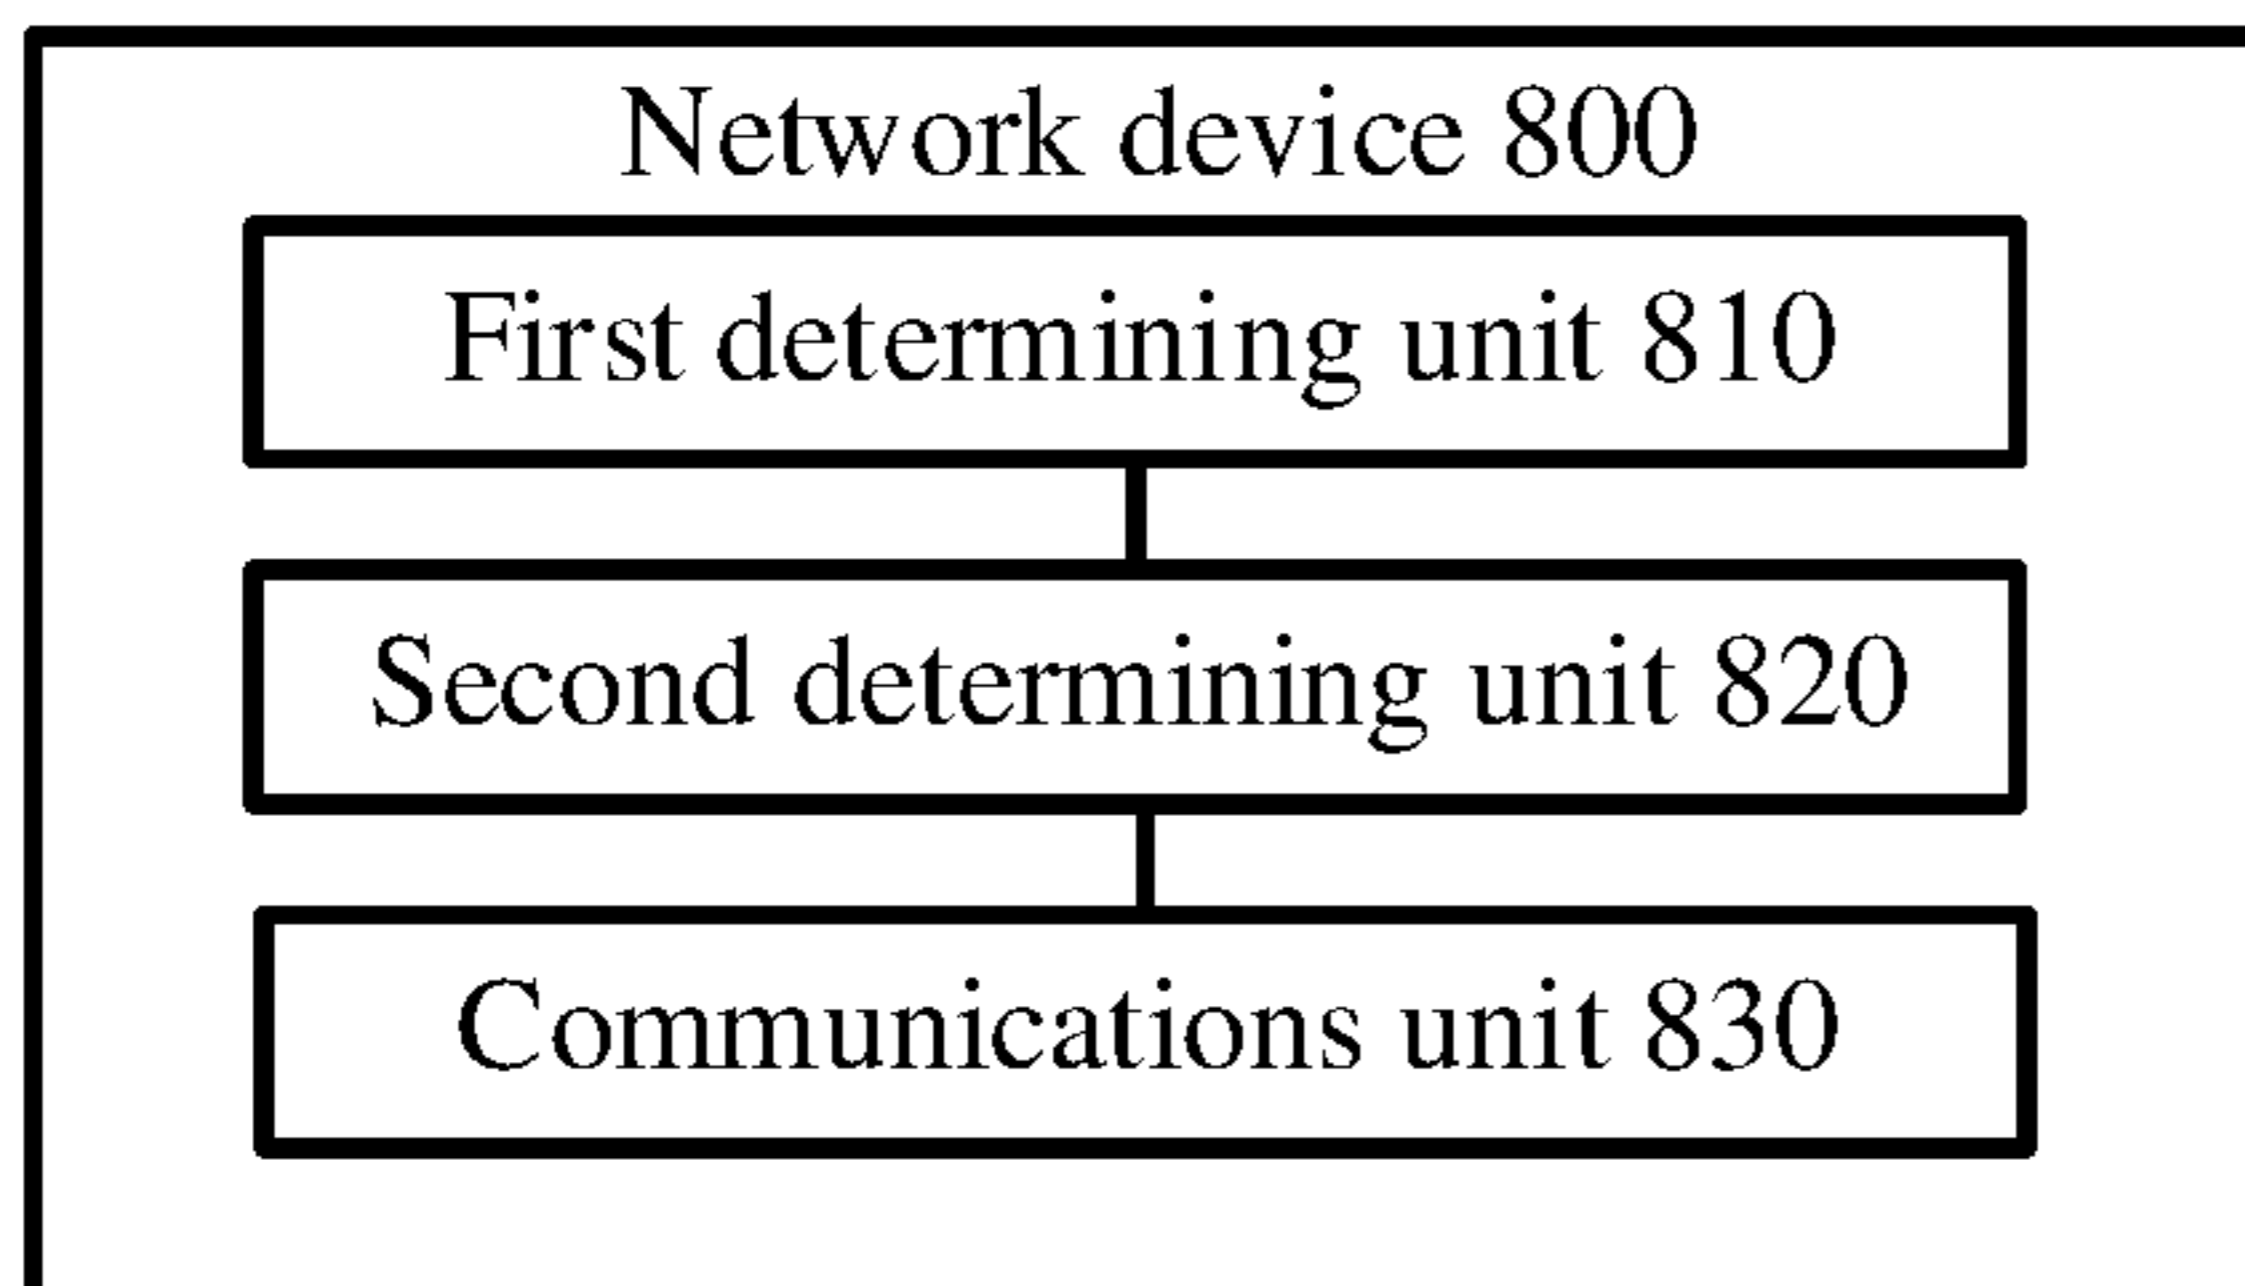 Network device 800
First determining unit 810
Second determining unit 820
Communications unit 830